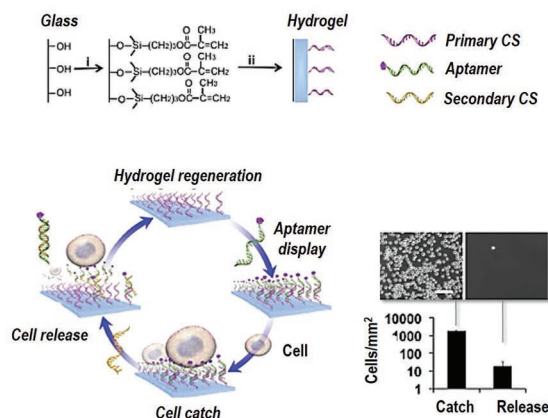 Glass
Hydrogel
OH
OH
OH
i
O
CH₃
—O—Si—(CH₂)₃OC—C=CH₂
O
CH₃
—O—Si—(CH₂)₃OC—C=CH₂
O
CH₂
—O—Si—(CH₂)₃OC—C=CH₂
ii
Primary CS
Aptamer
Secondary CS
Hydrogel regeneration
Aptamer
display
Cell release
Cell
Cell catch
Cells/mm²
10000
1000
100
10
1
Catch
Release